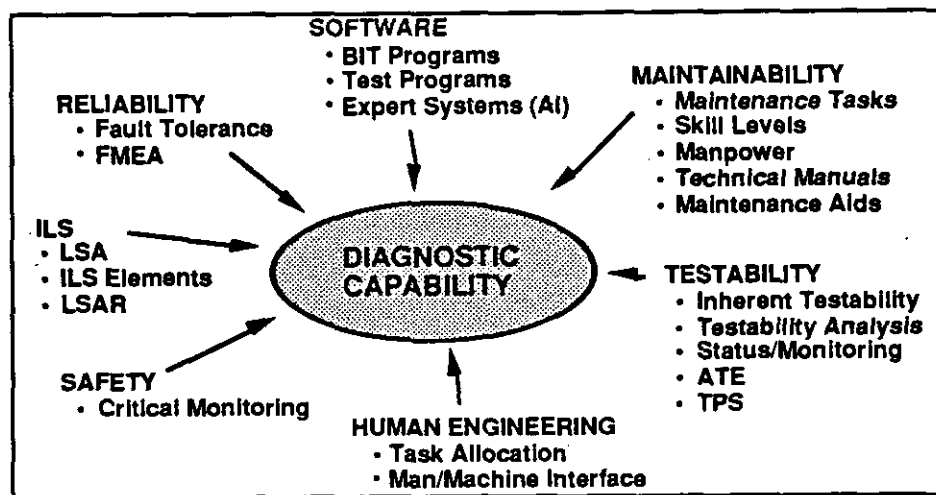 SOFTWARE
• BIT Programs
• Test Programs
• Expert Systems (AI)
RELIABILITY
• Fault Tolerance
• FMEA
MAINTAINABILITY
• Maintenance Tasks
• Skill Levels
• Manpower
• Technical Manuals
• Maintenance Aids
ILS
• LSA
• ILS Elements
• LSAR
DIAGNOSTIC
CAPABILITY
TESTABILITY
• Inherent Testability
• Testability Analysis
• Status/Monitoring
• ATE
• TPS
SAFETY
• Critical Monitoring
HUMAN ENGINEERING
• Task Allocation
• Man/Machine Interface